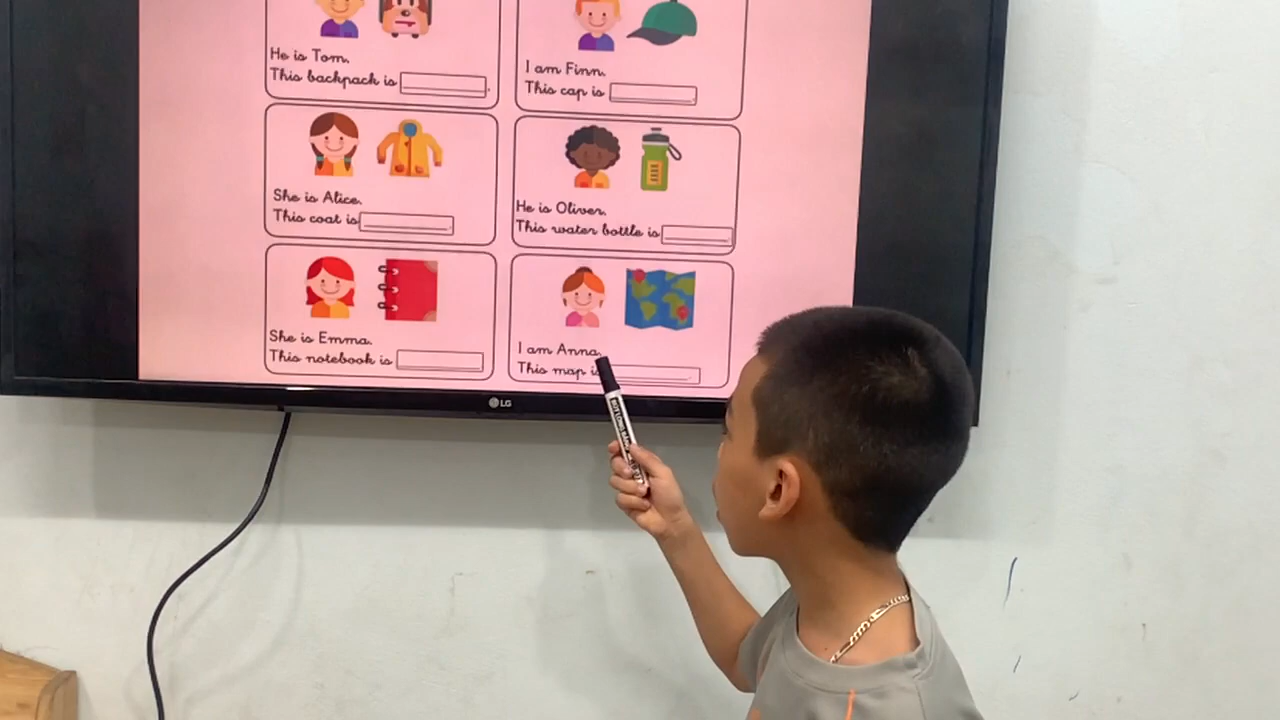 He is Tom.
This backpack is
I am Finn.
This cap is
She is Alice.
This coat is
He is Oliver.
This water bottle is
She is Emma.
This notebook is
I am Anna.
This map is
LG